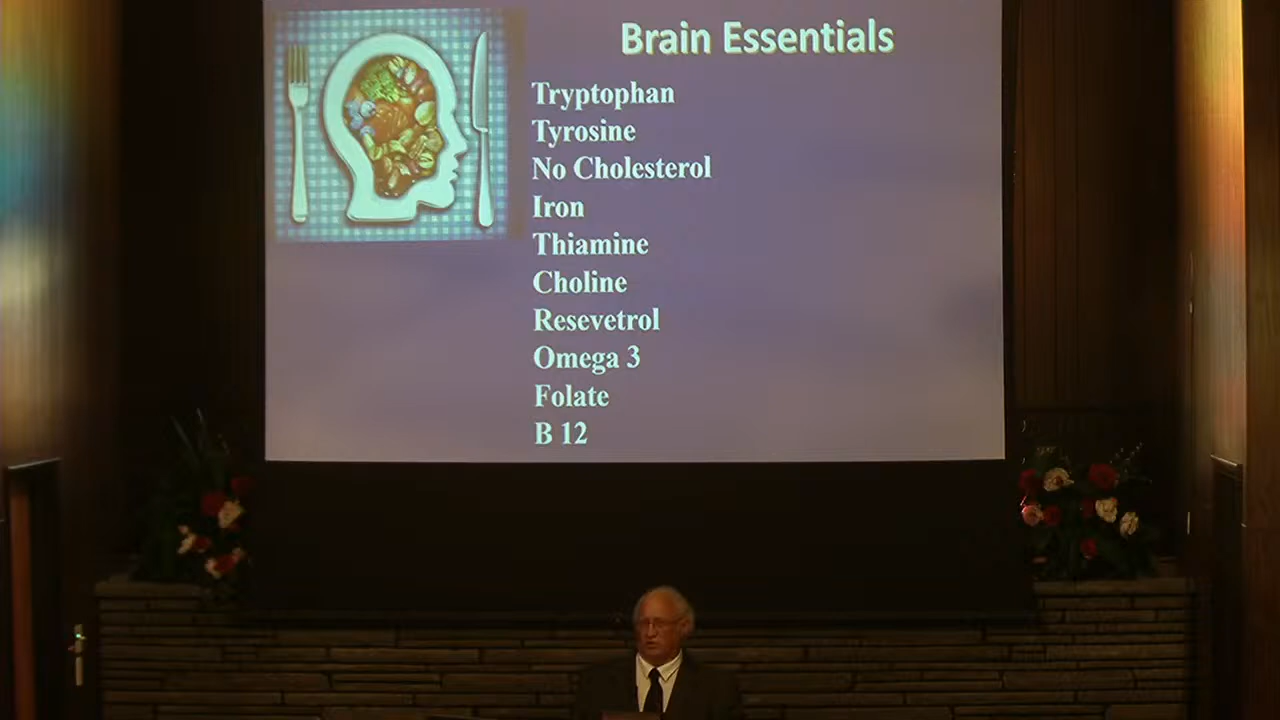 Brain Essentials
Tryptophan
Tyrosine
No Cholesterol
Iron
Thiamine
Choline
Resevetrol
Omega 3
Folate
B 12